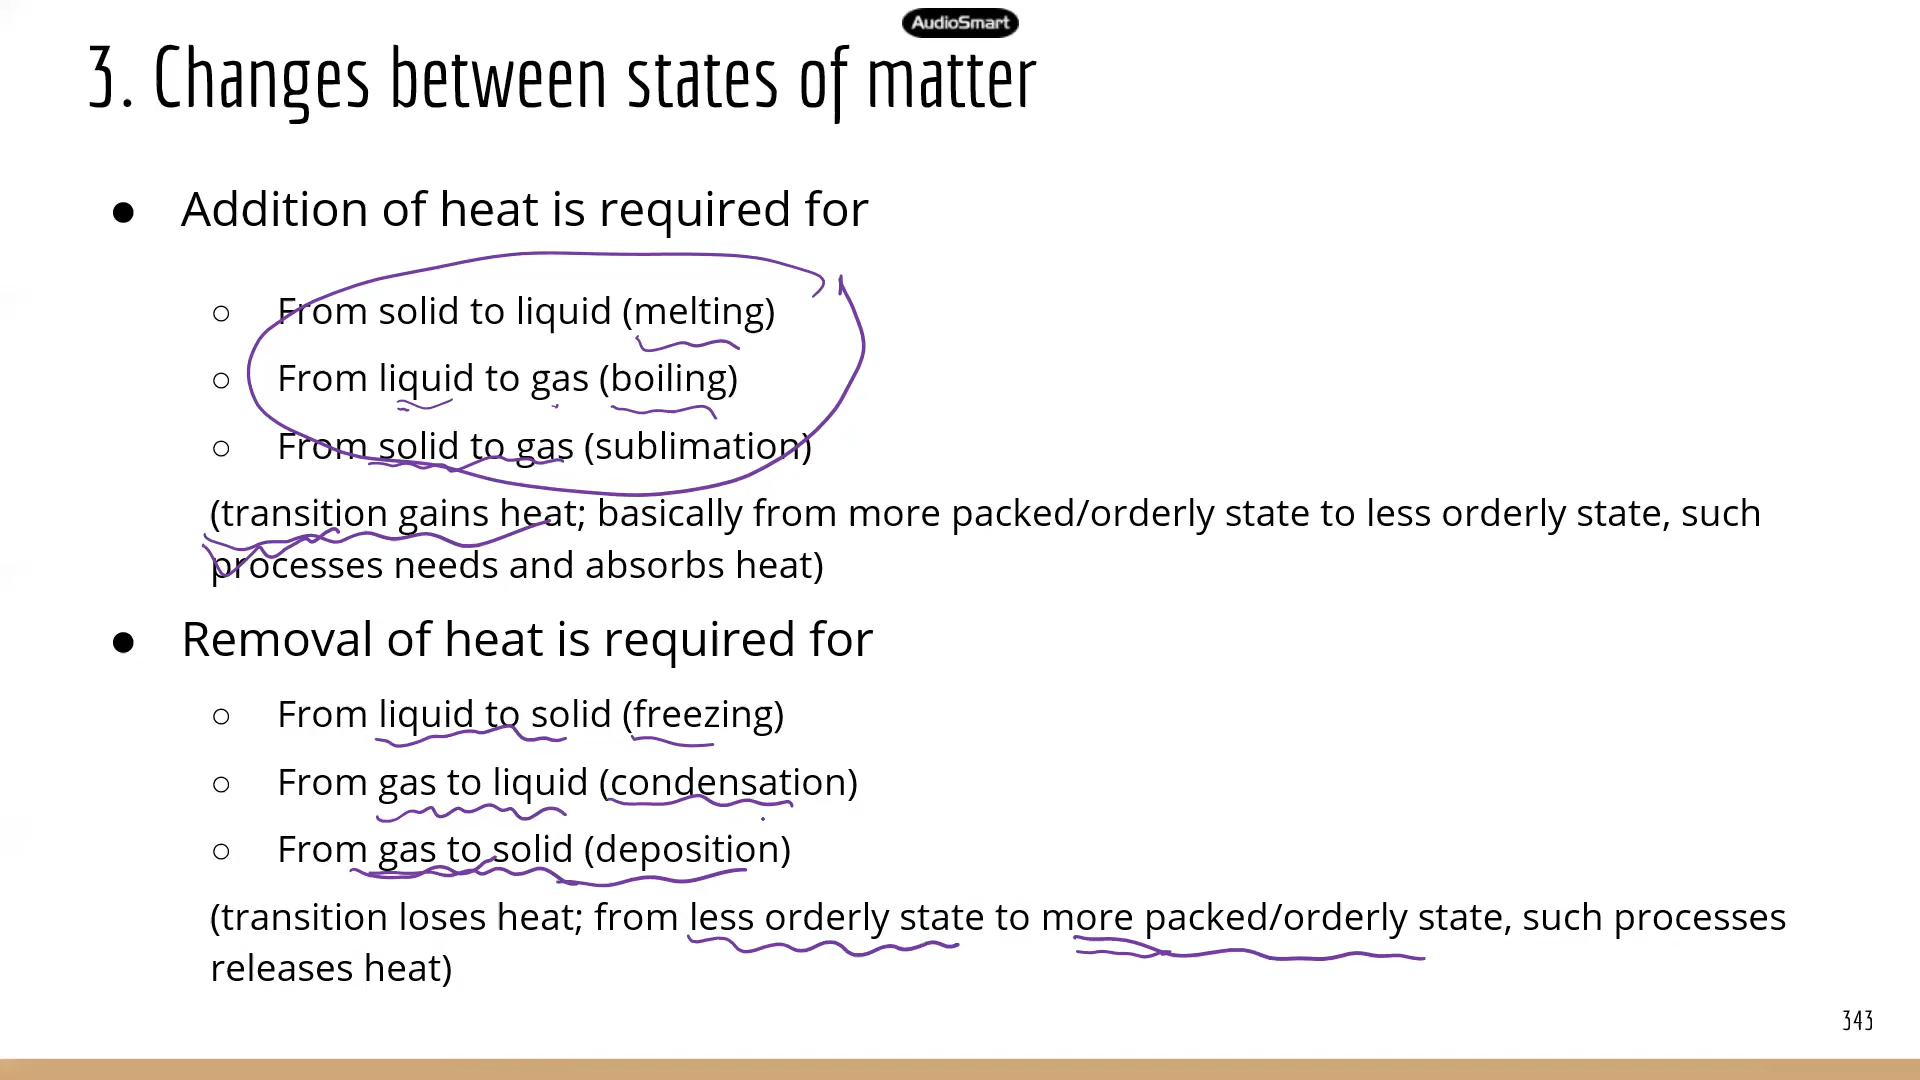 AudioSmart
3. Changes between states of matter
● Addition of heat is required for
○ From solid to liquid (melting)
○ From liquid to gas (boiling)
○ From solid to gas (sublimation)
(transition gains heat; basically from more packed/orderly state to less orderly state, such
processes needs and absorbs heat)
● Removal of heat is required for
○ From liquid to solid (freezing)
○ From gas to liquid (condensation)
○ From gas to solid (deposition)
(transition loses heat; from less orderly state to more packed/orderly state, such processes
releases heat)
343